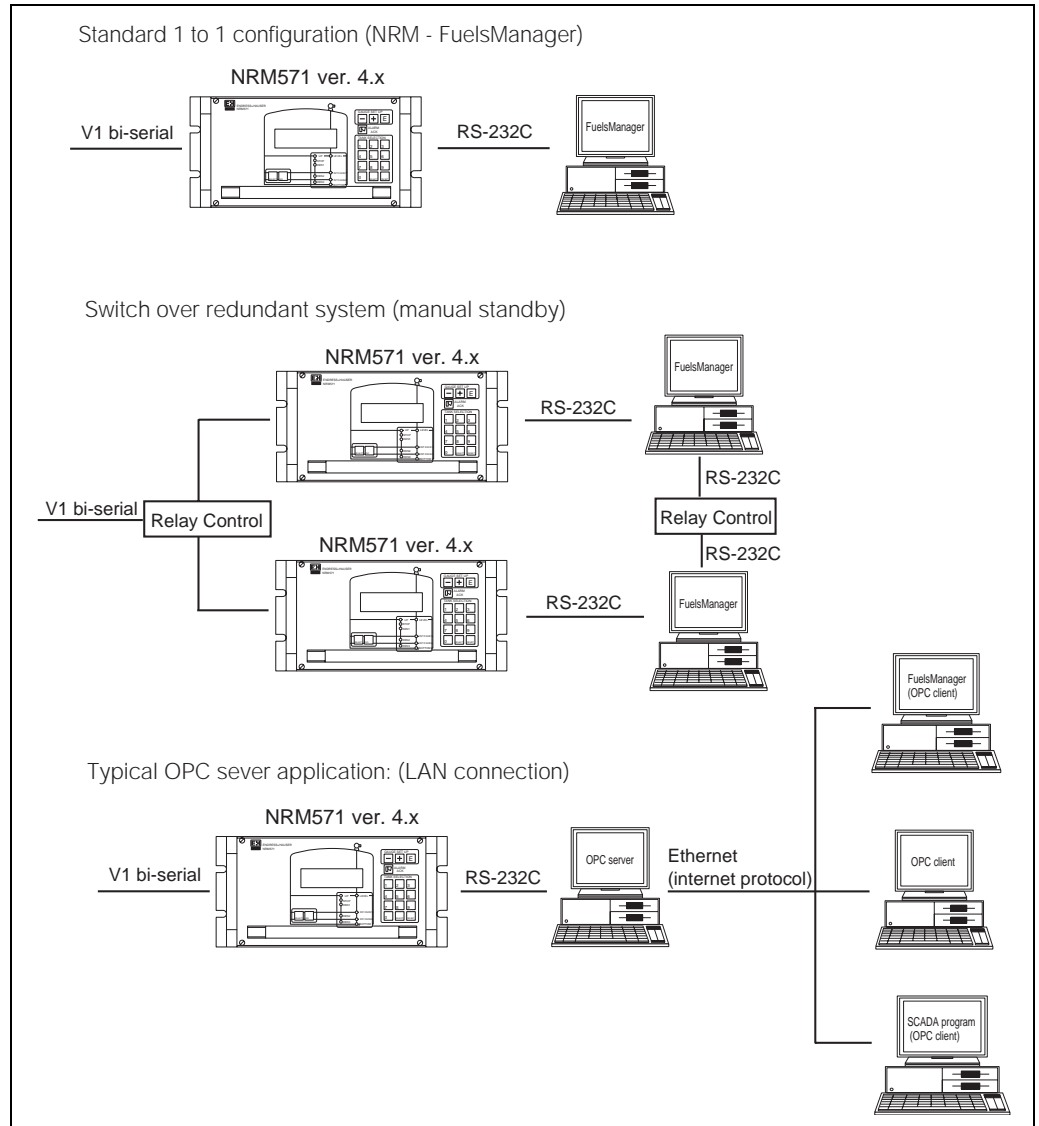 Standard 1 to 1 configuration (NRM - FuelsManager)
NRM571 ver. 4.x
V1 bi-serial
RS-232C
FuelsManager
Switch over redundant system (manual standby)
NRM571 ver. 4.x
RS-232C
FuelsManager
RS-232C
V1 bi-serial
Relay Control
Relay Control
RS-232C
NRM571 ver. 4.x
RS-232C
FuelsManager
FuelsManager
(OPC client)
Typical OPC sever application: (LAN connection)
NRM571 ver. 4.x
V1 bi-serial
RS-232C
OPC server
Ethernet
(internet protocol)
OPC client
SCADA program
(OPC client)